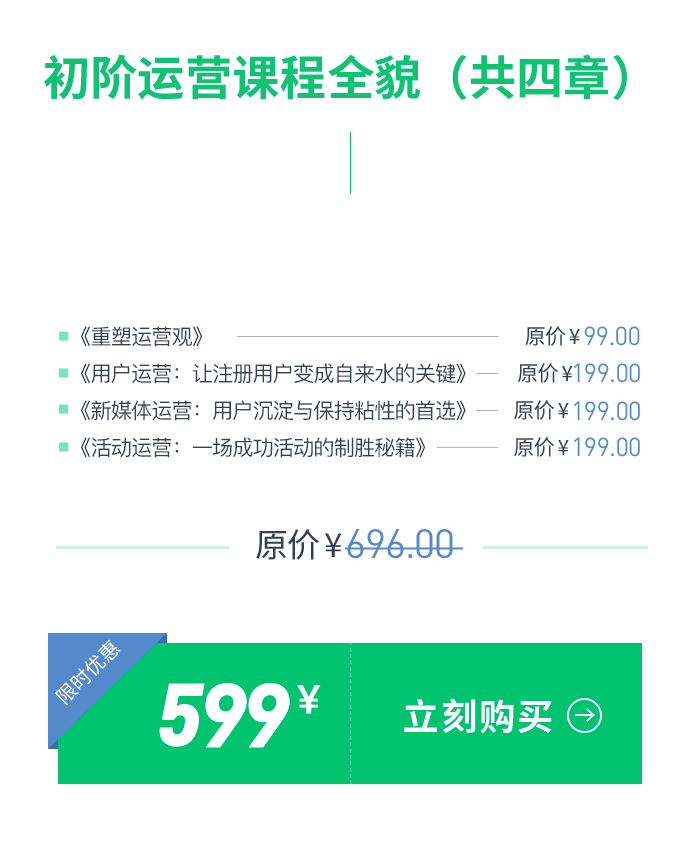 初阶运营课程全貌（共四章）
《重塑运营观》 原价¥99.00
《用户运营：让注册用户变成自来水的关键》 原价¥199.00
《新媒体运营：用户沉淀与保持粘性的首选》 原价¥199.00
《活动运营：一场成功活动的制胜秘籍》 原价¥199.00
原价¥696.00
限时优惠
599¥ 立刻购买